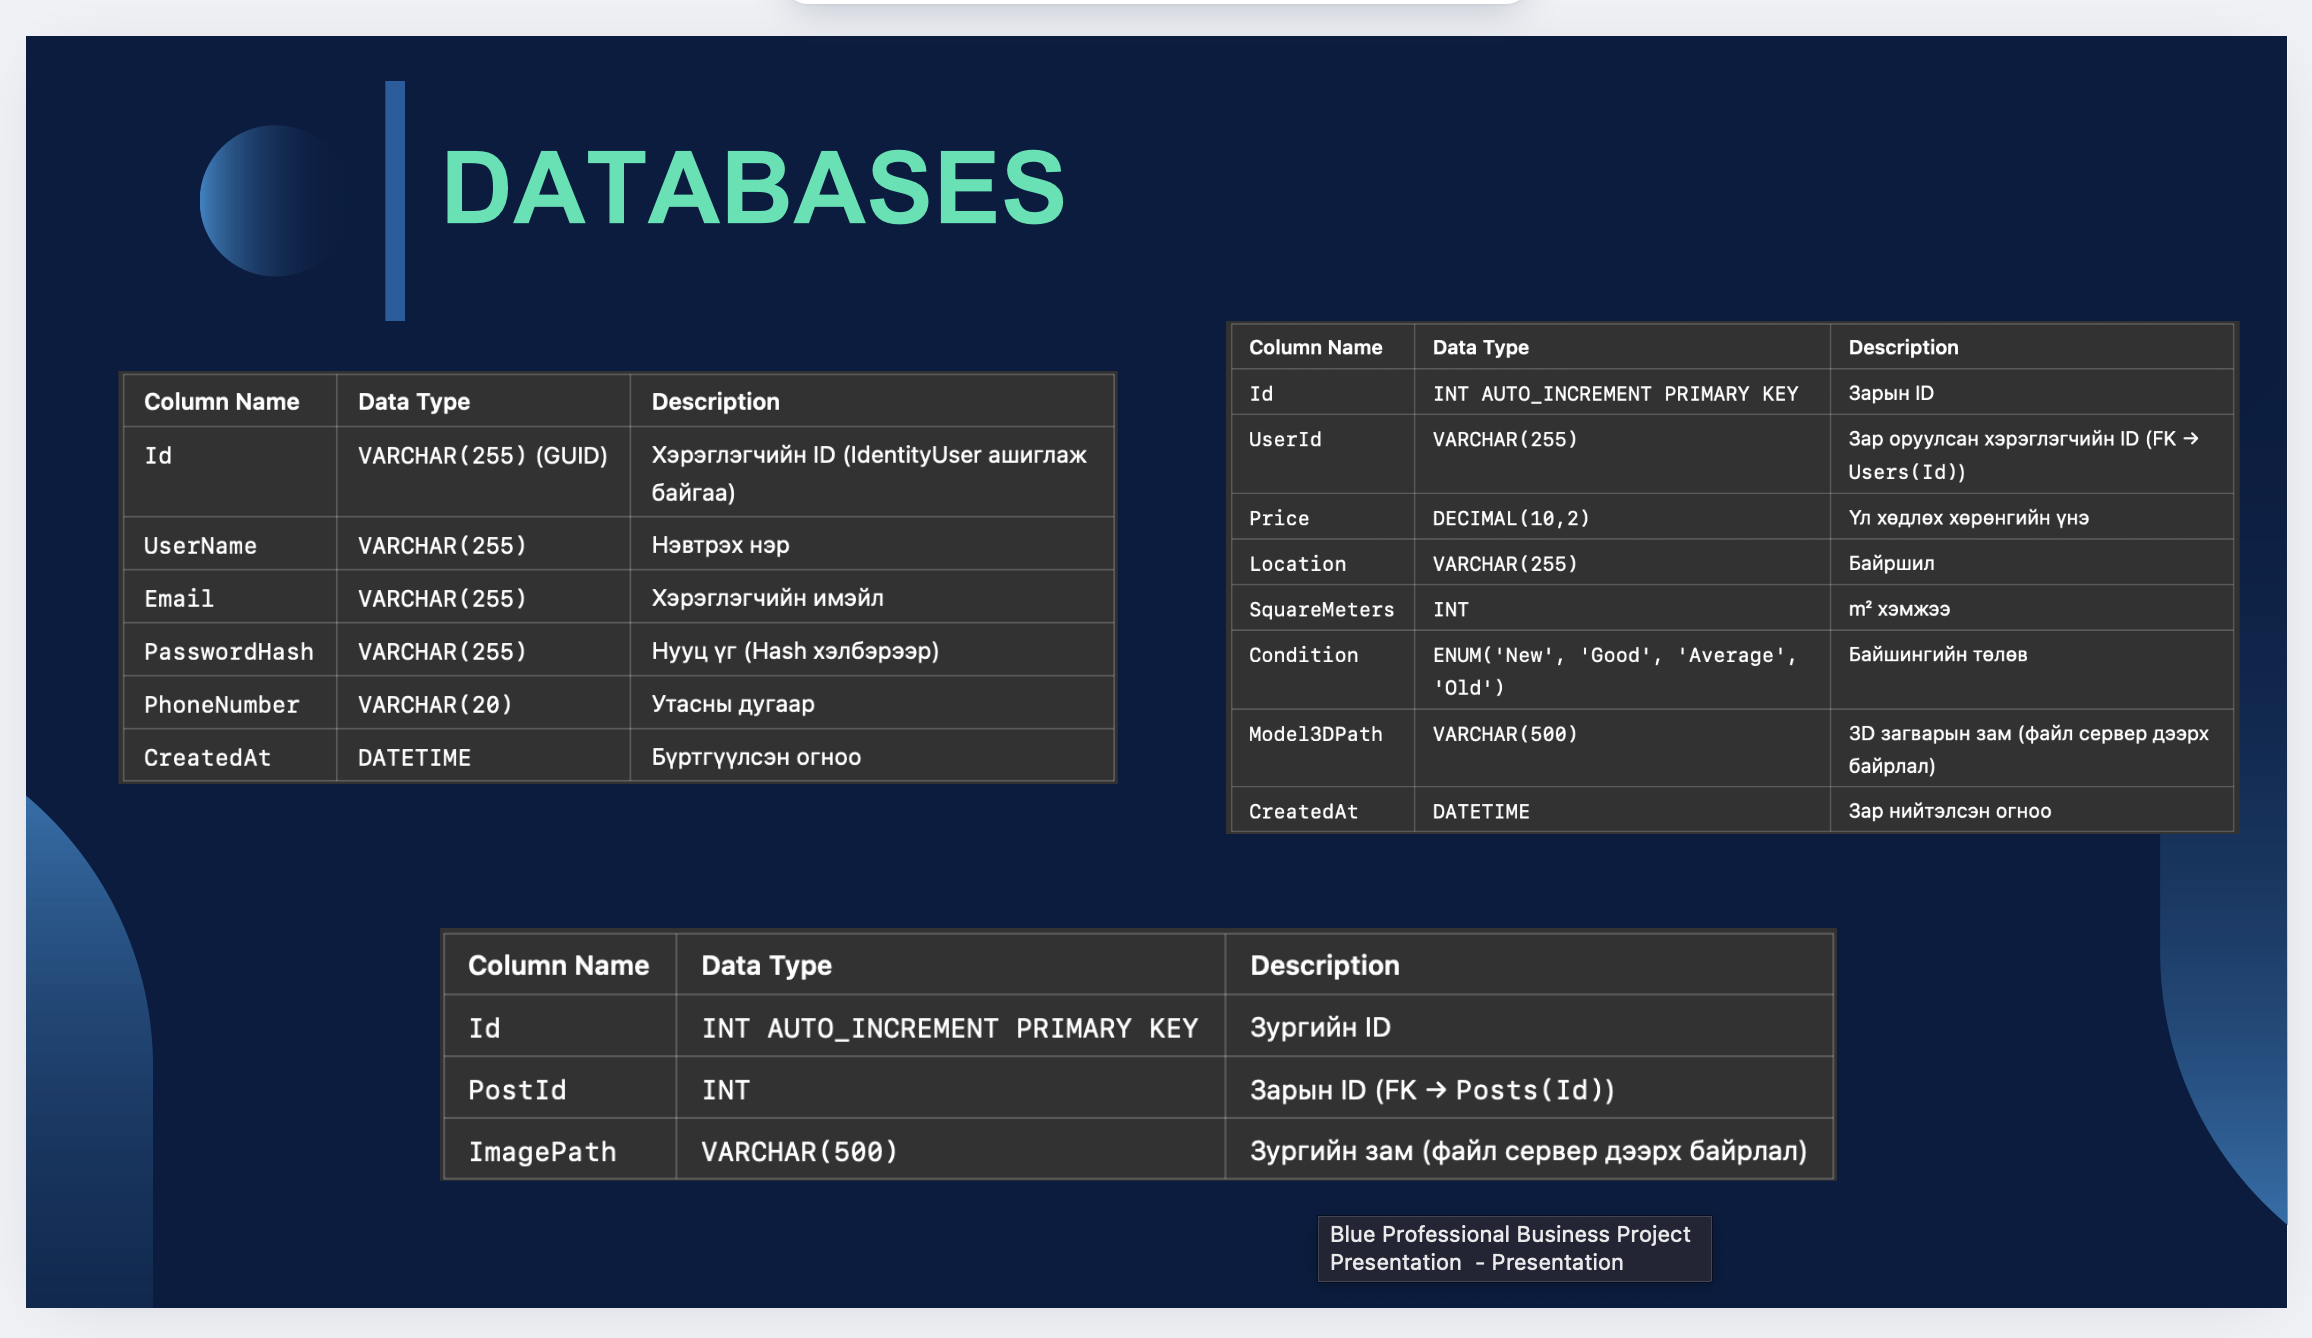 DATABASES
Column Name Data Type Description
Id VARCHAR(255) (GUID) Хэрэглэгчийн ID (IdentityUser ашиглаж
байгаа)
UserName VARCHAR(255) Нэвтрэх нэр
Email VARCHAR(255) Хэрэглэгчийн имэйл
PasswordHash VARCHAR(255) Нууц үг (Hash хэлбэрээр)
PhoneNumber VARCHAR(20) Утасны дугаар
CreatedAt DATETIME Бүртгүүлсэн огноо
Column Name Data Type Description
Id INT AUTO_INCREMENT PRIMARY KEY Зарын ID
UserId VARCHAR(255) Зар оруулсан хэрэглэгчийн ID (FK →
Users(Id))
Price DECIMAL(10,2) Үл хөдлөх хөрөнгийн үнэ
Location VARCHAR(255) Байршил
SquareMeters INT m² хэмжээ
Condition ENUM('New', 'Good', 'Average', Байшингийн төлөв
'Old')
Model3DPath VARCHAR(500) 3D загварын зам (файл сервер дээрх
байрлал)
CreatedAt DATETIME Зар нийтэлсэн огноо
Column Name Data Type Description
Id INT AUTO_INCREMENT PRIMARY KEY Зургийн ID
PostId INT Зарын ID (FK → Posts(Id))
ImagePath VARCHAR(500) Зургийн зам (файл сервер дээрх байрлал)
Blue Professional Business Project
Presentation - Presentation